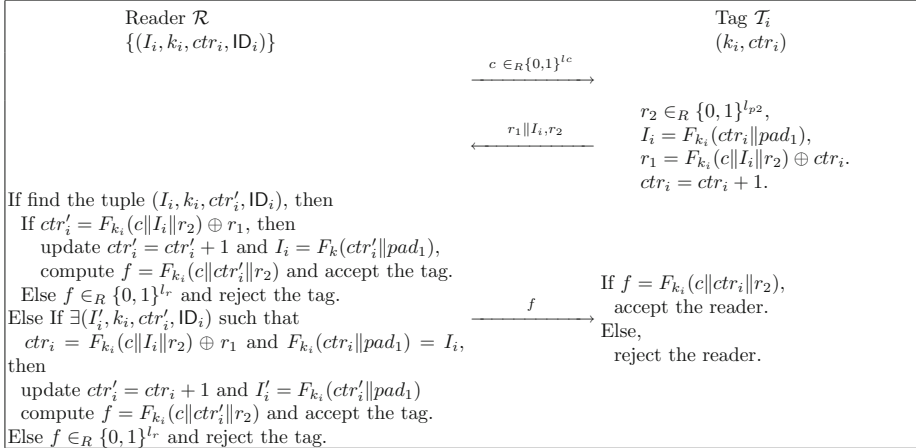 Reader 𝓡
{(I_i, k_i, ctr_i, ID_i)}
Tag 𝓣_i
(k_i, ctr_i)
c ∈_R{0,1}^{lc}
r_2 ∈_R {0, 1}^{l_{p2}},
r_1‖I_i,r_2
I_i = F_{k_i}(ctr_i‖pad_1),
r_1 = F_{k_i}(c‖I_i‖r_2) ⊕ ctr_i.
ctr_i = ctr_i + 1.
If find the tuple (I_i, k_i, ctr'_i, ID_i), then
If ctr'_i = F_{k_i}(c‖I_i‖r_2) ⊕ r_1, then
update ctr'_i = ctr'_i + 1 and I_i = F_k(ctr'_i‖pad_1),
compute f = F_{k_i}(c‖ctr'_i‖r_2) and accept the tag.
Else f ∈_R {0, 1}^{l_r} and reject the tag.
Else If ∃(I'_i, k_i, ctr'_i, ID_i) such that
ctr_i = F_{k_i}(c‖I_i‖r_2) ⊕ r_1 and F_{k_i}(ctr_i‖pad_1) = I_i,
then
update ctr'_i = ctr_i + 1 and I'_i = F_{k_i}(ctr'_i‖pad_1)
compute f = F_{k_i}(c‖ctr'_i‖r_2) and accept the tag.
Else f ∈_R {0, 1}^{l_r} and reject the tag.
f
If f = F_{k_i}(c‖ctr_i‖r_2),
accept the reader.
Else,
reject the reader.